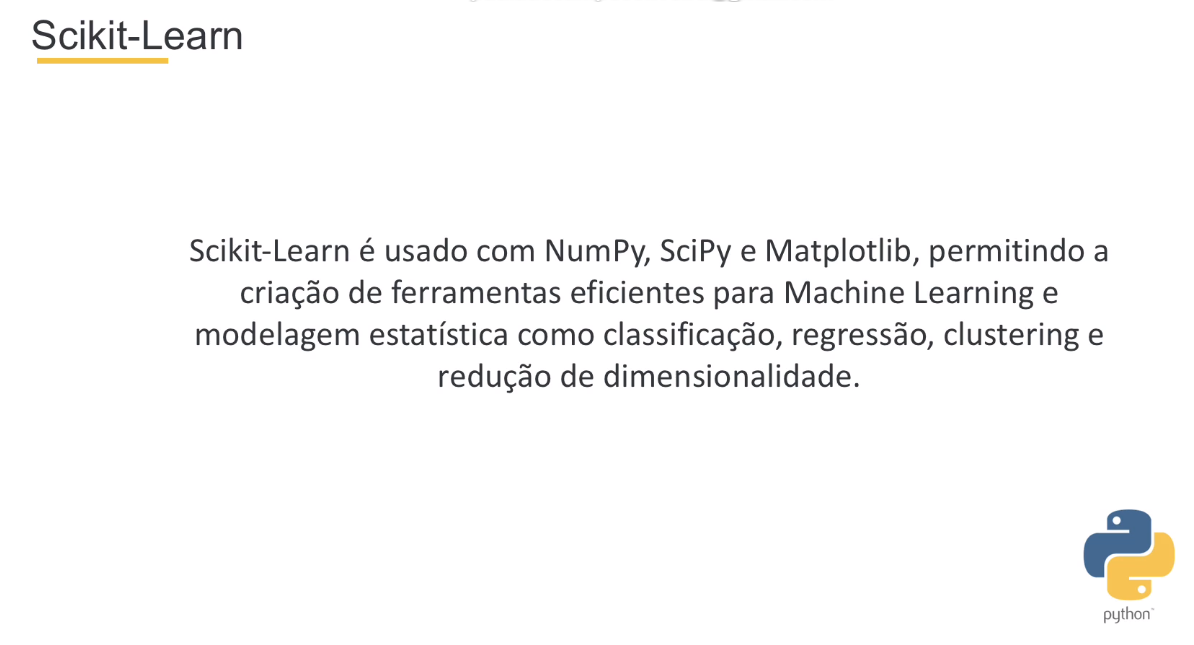 Scikit-Learn
Scikit-Learn é usado com NumPy, SciPy e Matplotlib, permitindo a
criação de ferramentas eficientes para Machine Learning e
modelagem estatística como classificação, regressão, clustering e
redução de dimensionalidade.
python™